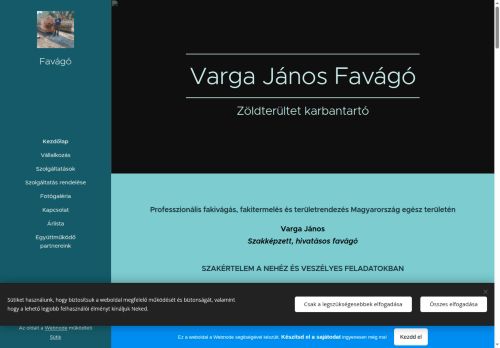 Favágó
Kezdőlap
Vállalkozás
Szolgáltatások
Szolgáltatás rendelése
Fotógaléria
Kapcsolat
Árlista
Együttműködő
partnereink
Varga János Favágó
Zöldterültet karbantartó
Professzionális fakivágás, fakitermelés és területrendezés Magyarország egész területén
Varga János
Szakképzett, hivatásos favágó
SZAKÉRTELEM A NEHÉZ ÉS VESZÉLYES FELADATOKBAN
Sütiket használunk, hogy biztosítsuk a weboldal megfelelő működését és biztonságát, valamint
hogy a lehető legjobb felhasználói élményt kínáljuk Neked.
Csak a legszükségesebbek elfogadása
Összes elfogadása
Az oldalt a Webnode működteti
Sütik
Ez a weboldal a Webnode segítségével készült. Készítsd el a sajátodat ingyenesen még ma!
Kezdd el